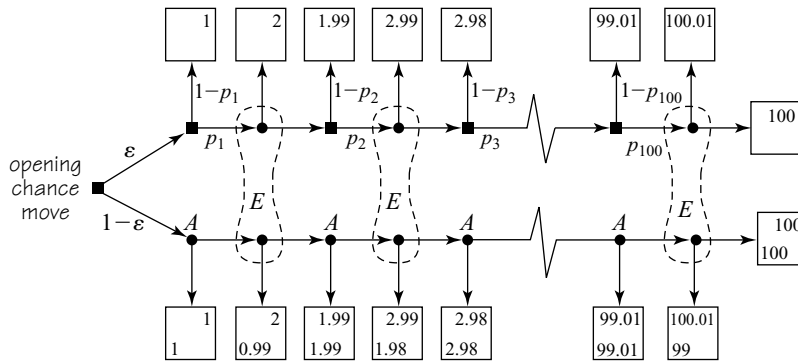 1 2 1.99 2.99 2.98 99.01 100.01
1−p1 1−p2 1−p3 1−p100
100
ε p1 p2 p3 p100
opening
chance
move
E E E
1−ε A A A A
100
100
1 2 1.99 2.99 2.98 99.01 100.01
1 0.99 1.99 1.98 2.98 99.01 99